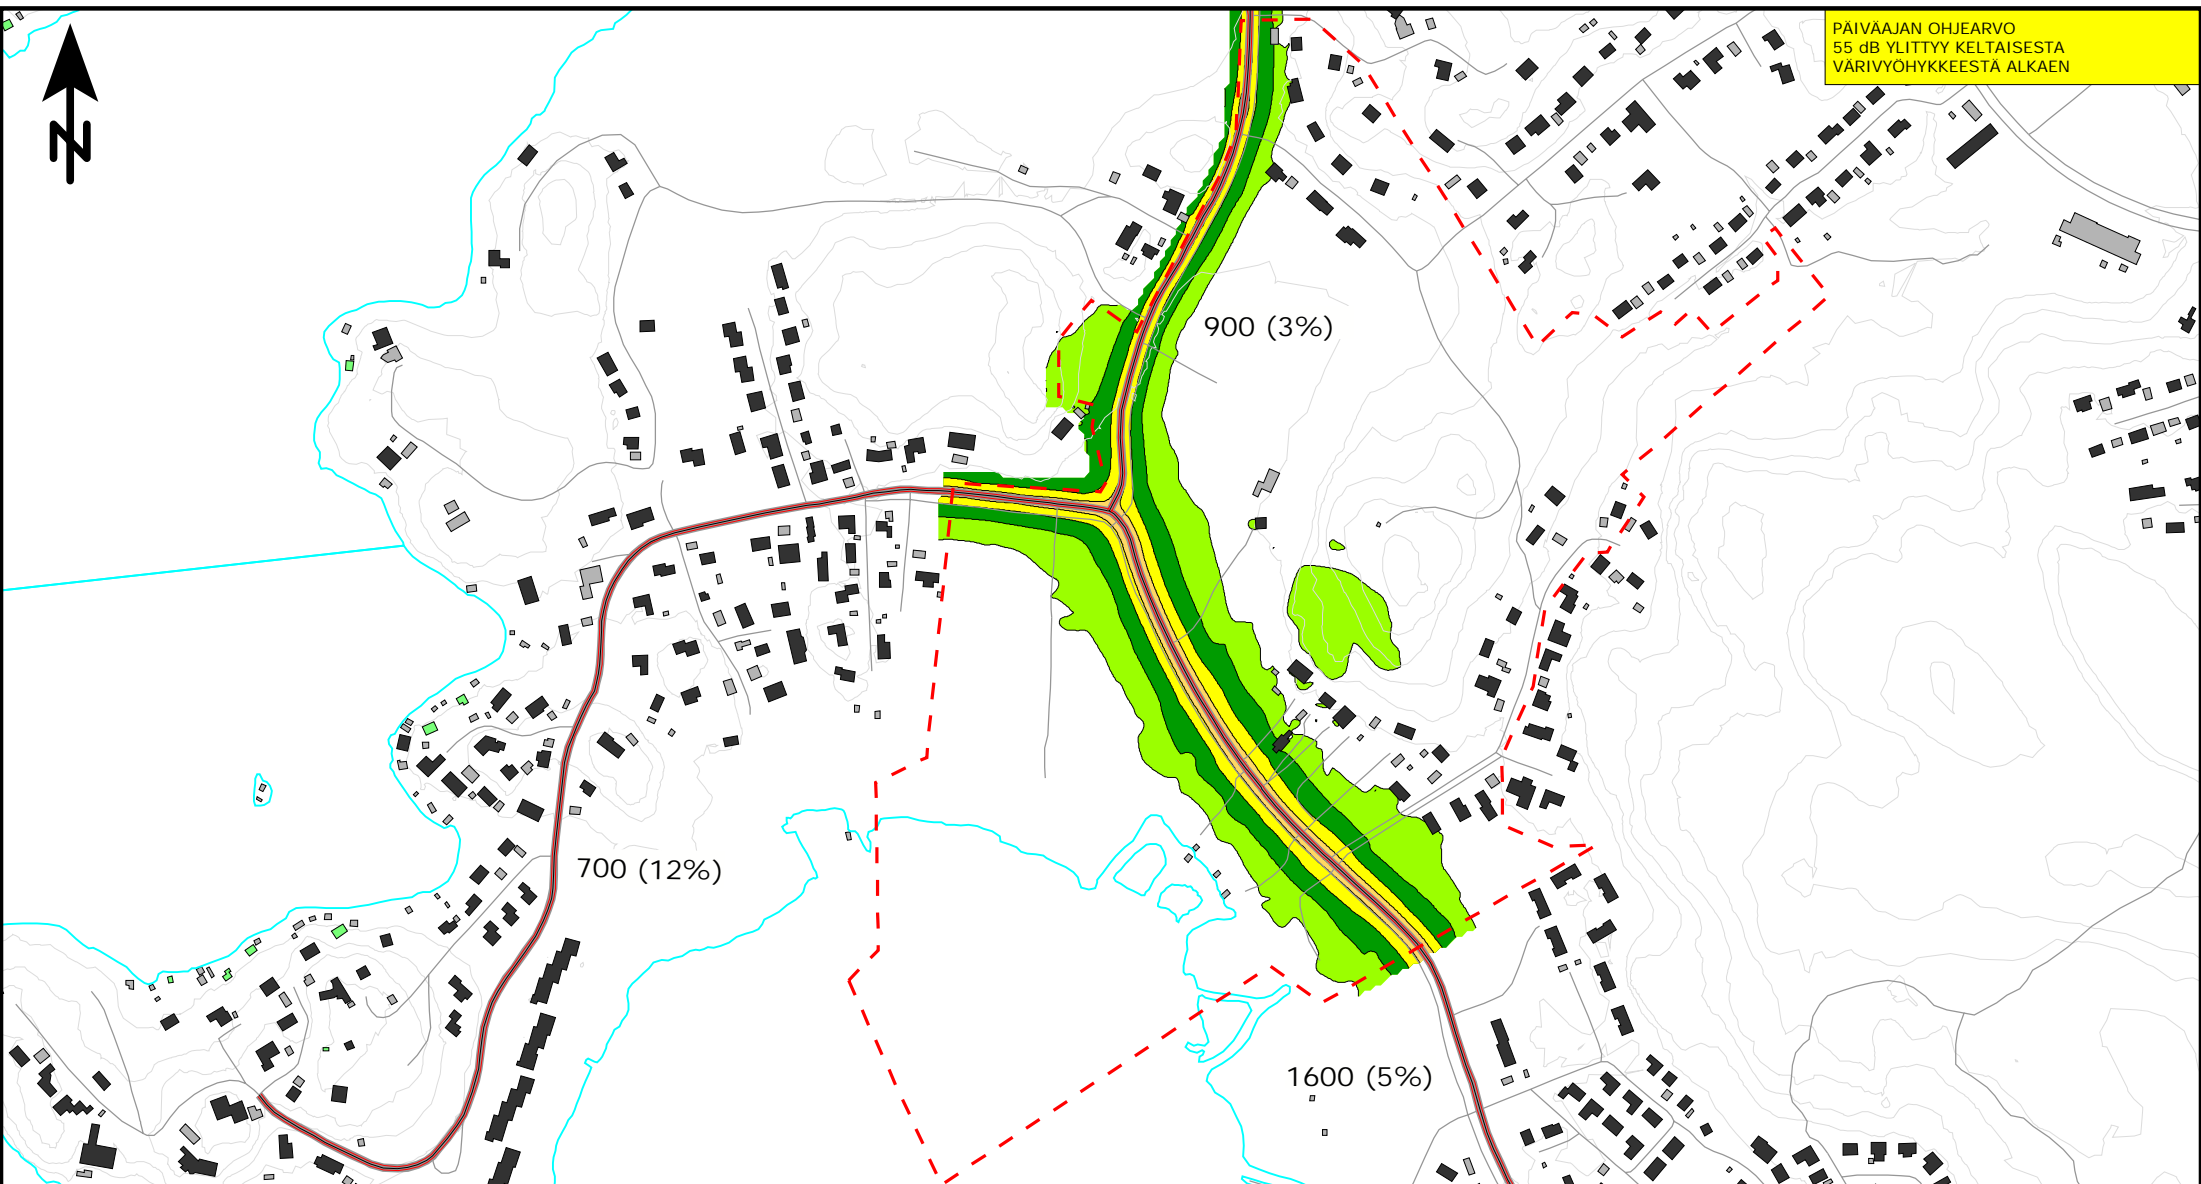 PÄIVÄAJAN OHJEARVO
55 dB YLITTYY KELTAISESTA
VÄRIVYÖHYKKEESTÄ ALKAEN
N
900 (3%)
700 (12%)
1600 (5%)